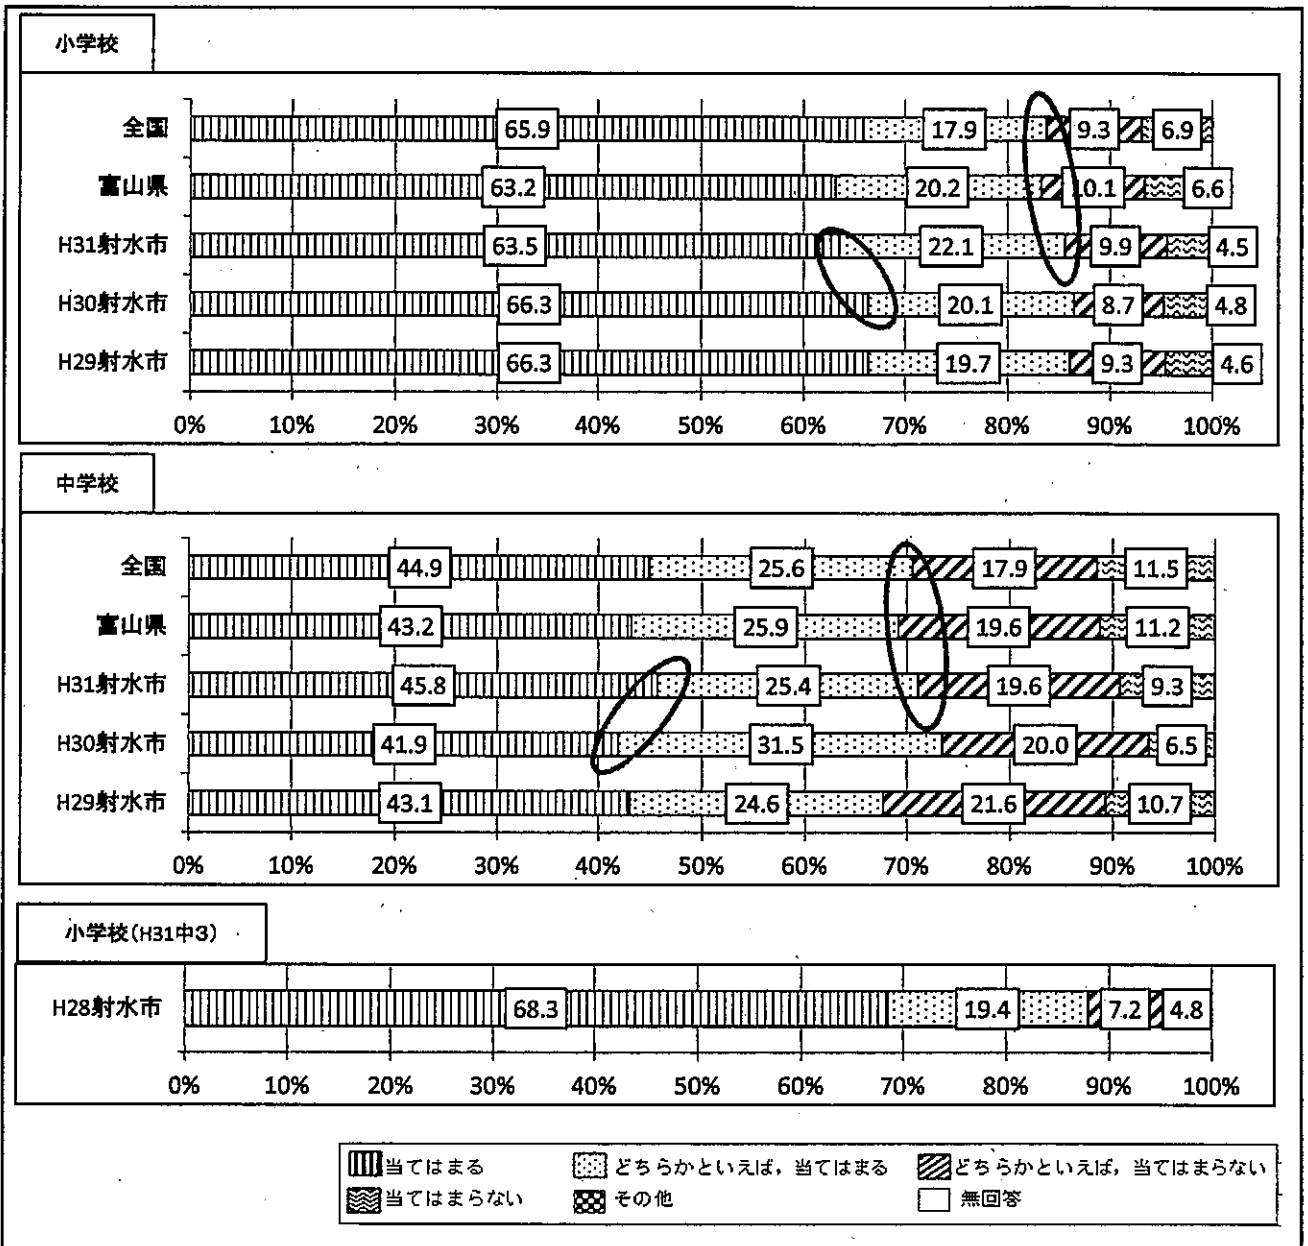 小学校
全国 65.9 17.9 9.3 6.9
富山県 63.2 20.2 10.1 6.6
H31射水市 63.5 22.1 9.9 4.5
H30射水市 66.3 20.1 8.7 4.8
H29射水市 66.3 19.7 9.3 4.6
0% 10% 20% 30% 40% 50% 60% 70% 80% 90% 100%
中学校
全国 44.9 25.6 17.9 11.5
富山県 43.2 25.9 19.6 11.2
H31射水市 45.8 25.4 19.6 9.3
H30射水市 41.9 31.5 20.0 6.5
H29射水市 43.1 24.6 21.6 10.7
0% 10% 20% 30% 40% 50% 60% 70% 80% 90% 100%
小学校(H31中3)
H28射水市 68.3 19.4 7.2 4.8
0% 10% 20% 30% 40% 50% 60% 70% 80% 90% 100%
当てはまる どちらかといえば，当てはまる どちらかといえば，当てはまらない
当てはまらない その他 無回答